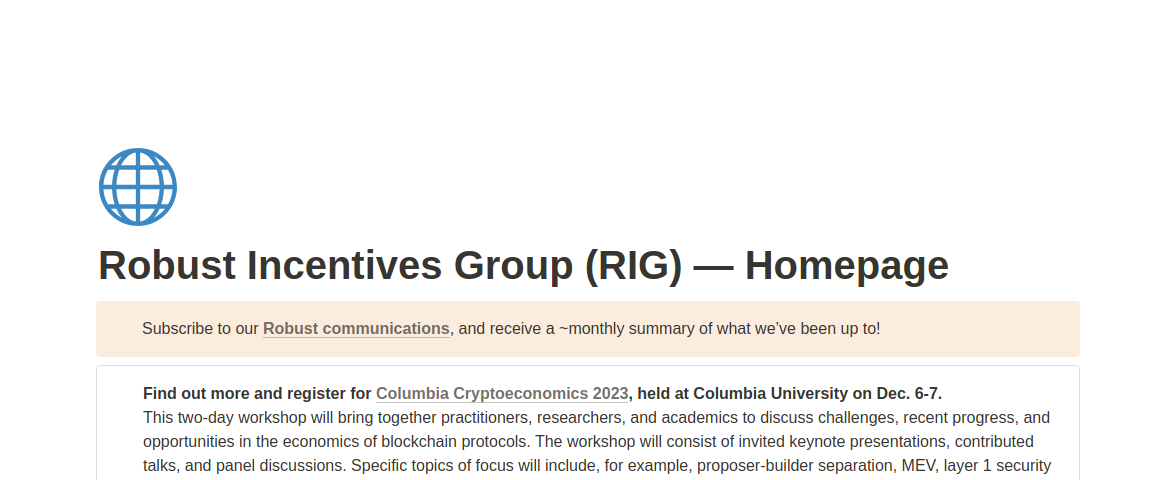 Robust Incentives Group (RIG) — Homepage
Subscribe to our Robust communications, and receive a ~monthly summary of what we've been up to!
Find out more and register for Columbia Cryptoeconomics 2023, held at Columbia University on Dec. 6-7.
This two-day workshop will bring together practitioners, researchers, and academics to discuss challenges, recent progress, and
opportunities in the economics of blockchain protocols. The workshop will consist of invited keynote presentations, contributed
talks, and panel discussions. Specific topics of focus will include, for example, proposer-builder separation, MEV, layer 1 security